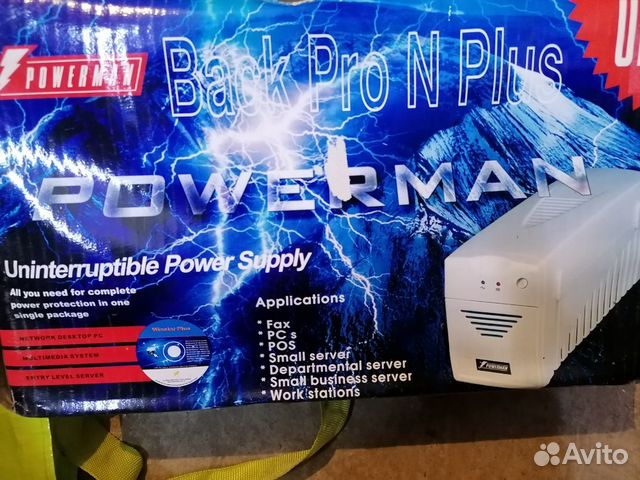 POWERMAN
Back Pro N Plus
POWERMAN
Uninterruptible Power Supply
All you need for complete
power protection in one
single package
NETWORK DESKTOP PC
MULTIMEDIA SYSTEM
ENTRY LEVEL SERVER
Applications
* Fax
* PC s
* POS
* Small server
* Departmental server
* Small business server
* Work stations
POWERMAN
Avito